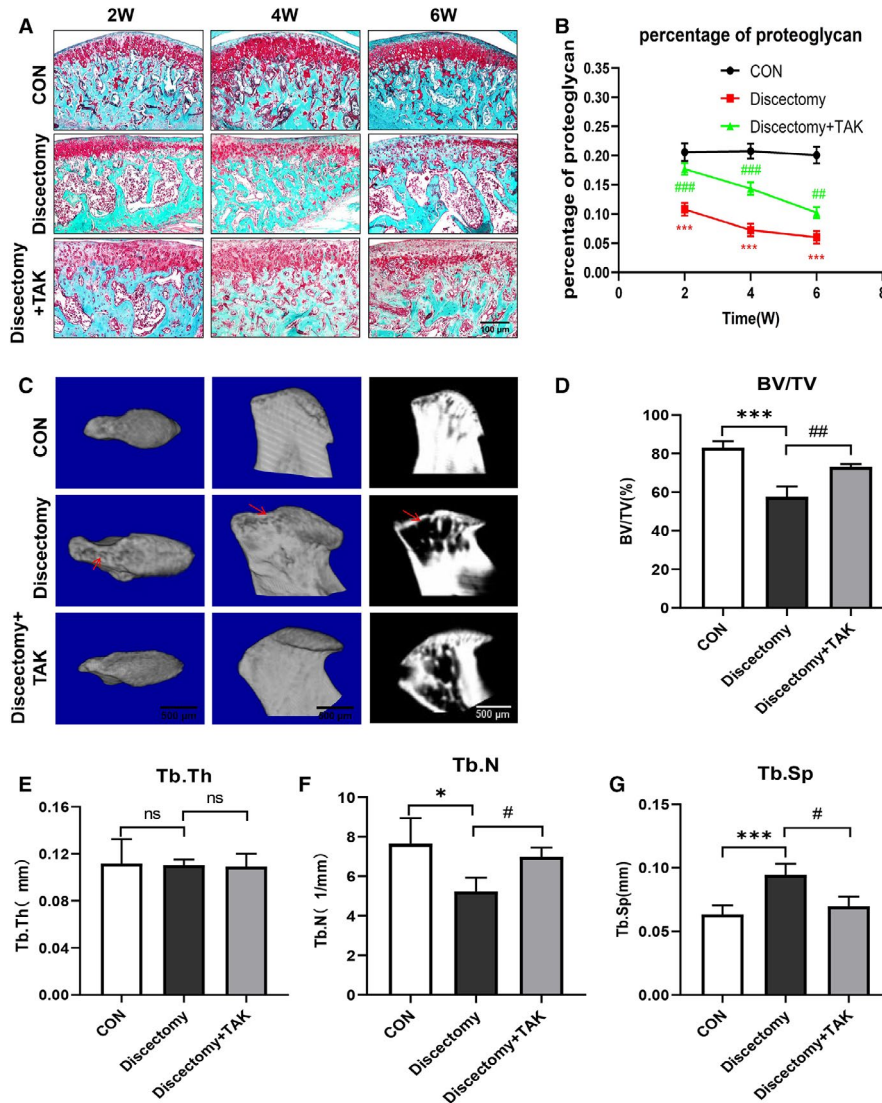 A
2W
4W
6W
CON
Discectomy
Discectomy
+TAK
100 μm
B
percentage of proteoglycan
percentage of proteoglycan
0.35
0.30
0.25
0.20
0.15
0.10
0.05
0.00
CON
Discectomy
Discectomy+TAK
###
###
##
***
***
***
0
2
4
6
8
Time(W)
C
CON
Discectomy
Discectomy+
TAK
500 μm
500 μm
500 μm
D
BV/TV
BV/TV(%)
100
80
60
40
20
0
***
##
CON
Discectomy
Discectomy+TAK
E
Tb.Th
Tb.Th( mm)
0.16
0.12
0.08
0.04
0.00
ns
ns
CON
Discectomy
Discectomy+TAK
F
Tb.N
Tb.N( 1/mm)
8
6
4
2
0
*
#
CON
Discectomy
Discectomy+TAK
G
Tb.Sp
Tb.Sp(mm)
0.15
0.10
0.05
0.00
***
#
CON
Discectomy
Discectomy+TAK